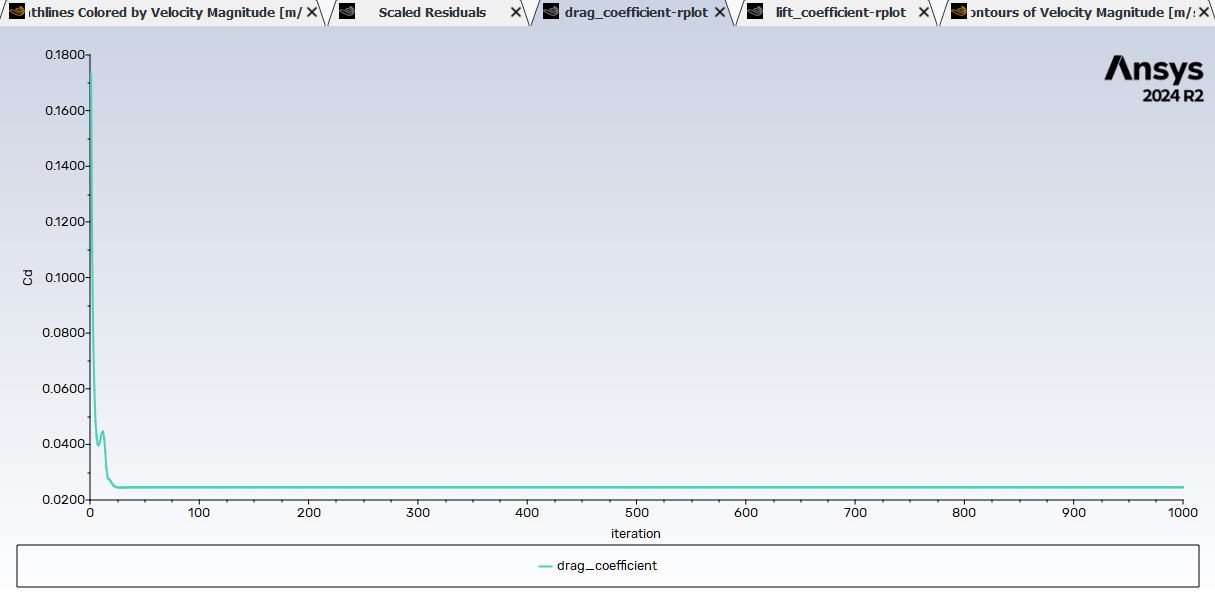 thlines Colored by Velocity Magnitude [m/
Scaled Residuals
drag_coefficient-rplot
lift_coefficient-rplot
ontours of Velocity Magnitude [m/s
Ansys
2024 R2
0.1800
0.1600
0.1400
0.1200
0.1000
0.0800
0.0600
0.0400
0.0200
Cd
0 100 200 300 400 500 600 700 800 900 1000
iteration
drag_coefficient